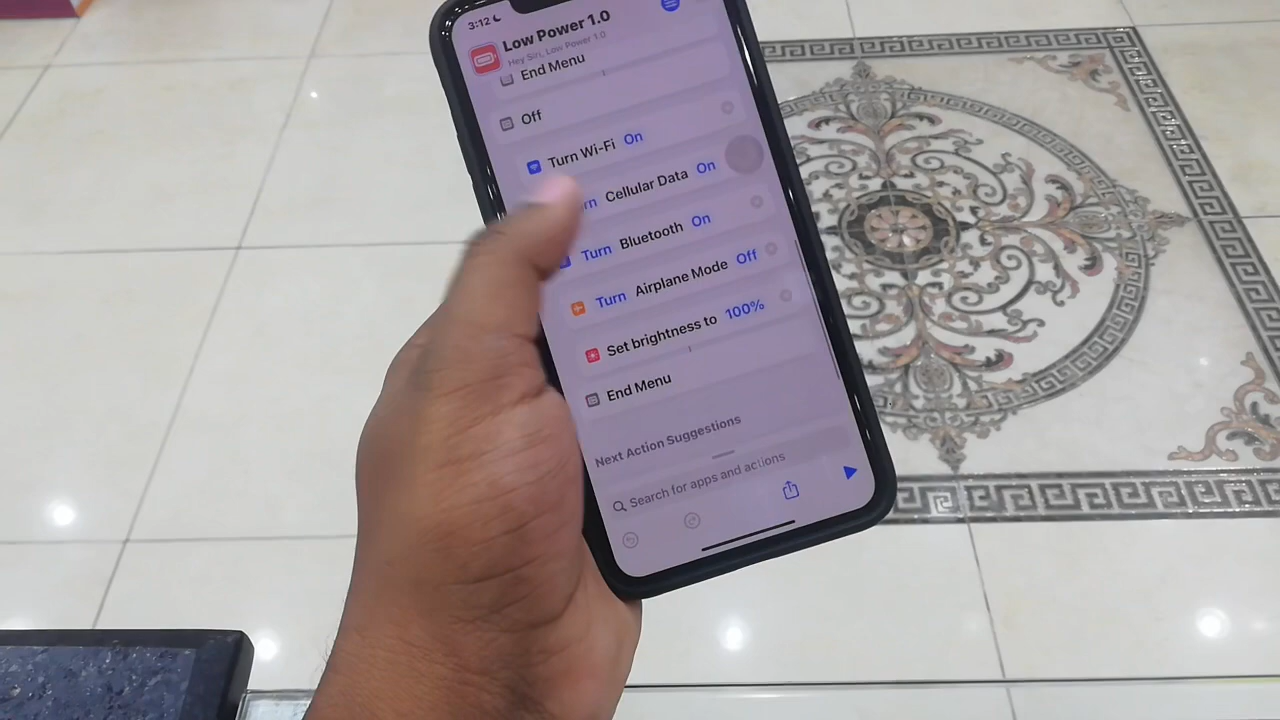 3:12
Low Power 1.0
Hey Siri, Low Power 1.0
End Menu
Off
Turn Wi-Fi On
rn Cellular Data On
Turn Bluetooth On
Turn Airplane Mode Off
Set brightness to 100%
End Menu
Next Action Suggestions
Search for apps and actions